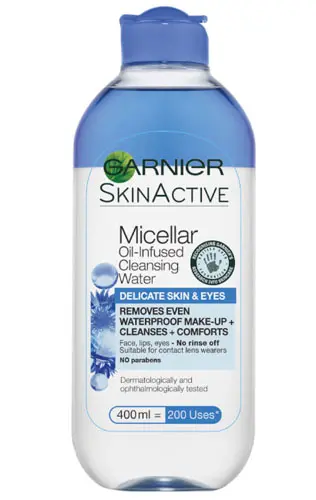 GARNIER
SKINACTIVE
Micellar
Oil-Infused
Cleansing
Water
DELICATE SKIN & EYES
REMOVES EVEN
WATERPROOF MAKE-UP +
CLEANSES + COMFORTS
Face, lips, eyes - No rinse off
Suitable for contact lens wearers
NO parabens
Dermatologically and
ophthalmologically tested
400ml = 200 Uses*